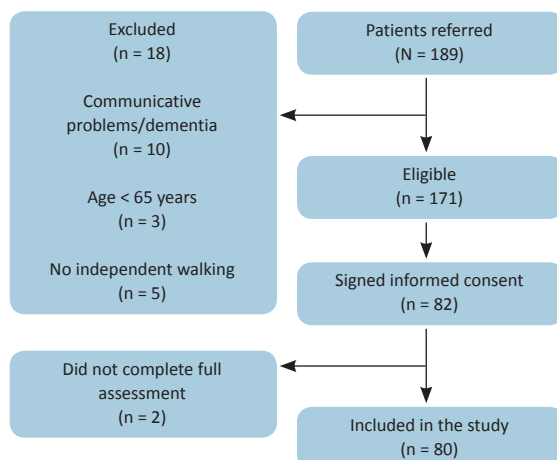 Excluded
(n = 18)
Communicative
problems/dementia
(n = 10)
Age < 65 years
(n = 3)
No independent walking
(n = 5)
Patients referred
(N = 189)
Eligible
(n = 171)
Signed informed consent
(n = 82)
Did not complete full
assessment
(n = 2)
Included in the study
(n = 80)